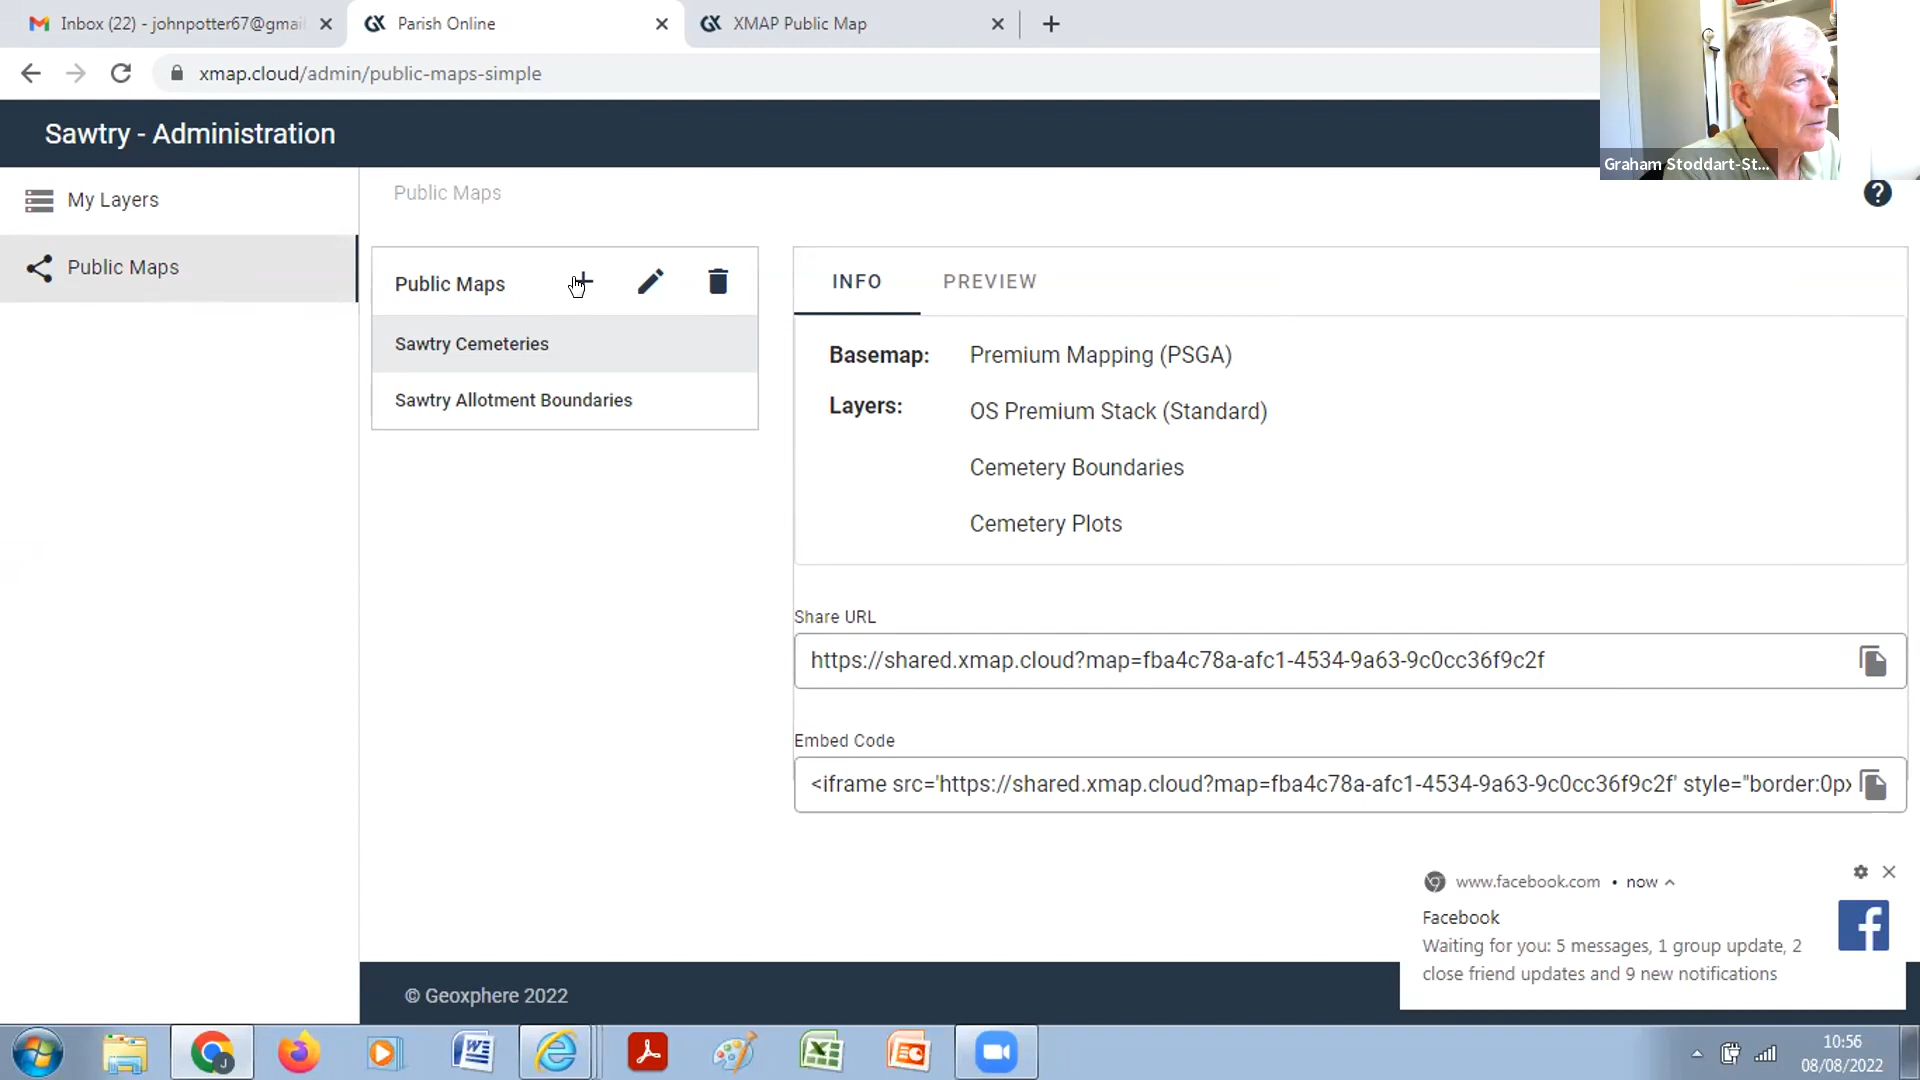 Inbox (22) - johnpotter67@gmai
Parish Online
XMAP Public Map
xmap.cloud/admin/public-maps-simple
Graham Stoddart-St...
Sawtry - Administration
My Layers
Public Maps
Public Maps
Public Maps
Sawtry Cemeteries
Sawtry Allotment Boundaries
INFO
PREVIEW
Basemap: Premium Mapping (PSGA)
Layers: OS Premium Stack (Standard)
Cemetery Boundaries
Cemetery Plots
Share URL
https://shared.xmap.cloud?map=fba4c78a-afc1-4534-9a63-9c0cc36f9c2f
Embed Code
<iframe src='https://shared.xmap.cloud?map=fba4c78a-afc1-4534-9a63-9c0cc36f9c2f' style="border:0px
www.facebook.com • now
Facebook
Waiting for you: 5 messages, 1 group update, 2
close friend updates and 9 new notifications
© Geoxphere 2022
10:56
08/08/2022